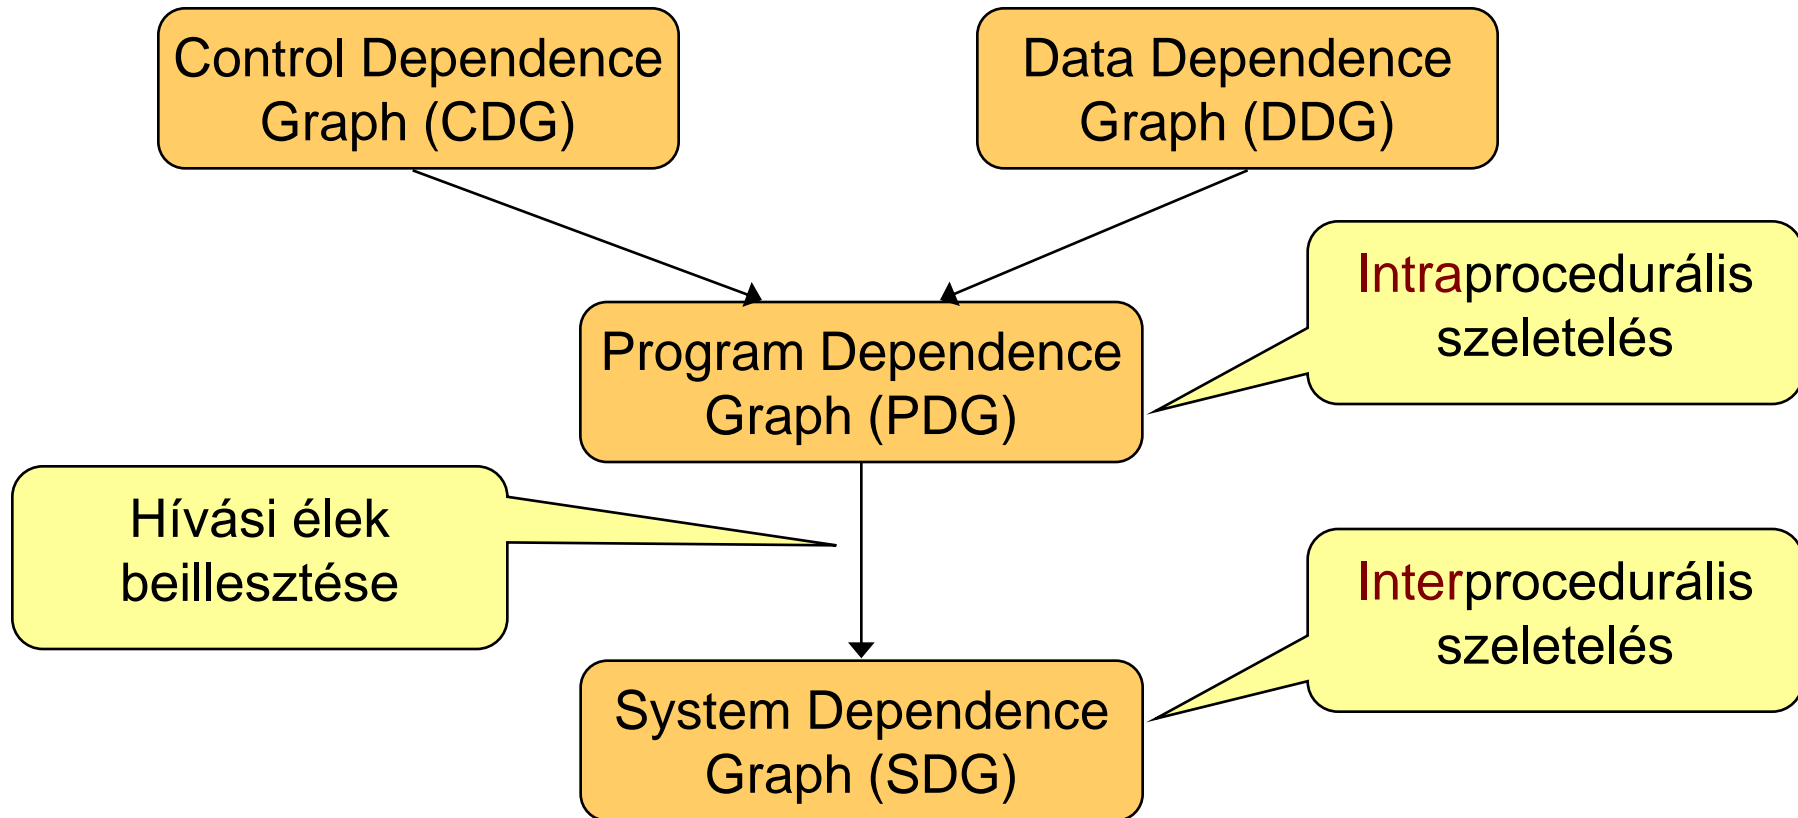 Control Dependence
Graph (CDG)
Data Dependence
Graph (DDG)
Intraprocedurális
szeletelés
Program Dependence
Graph (PDG)
Hívási élek
beillesztése
Interprocedurális
szeletelés
System Dependence
Graph (SDG)